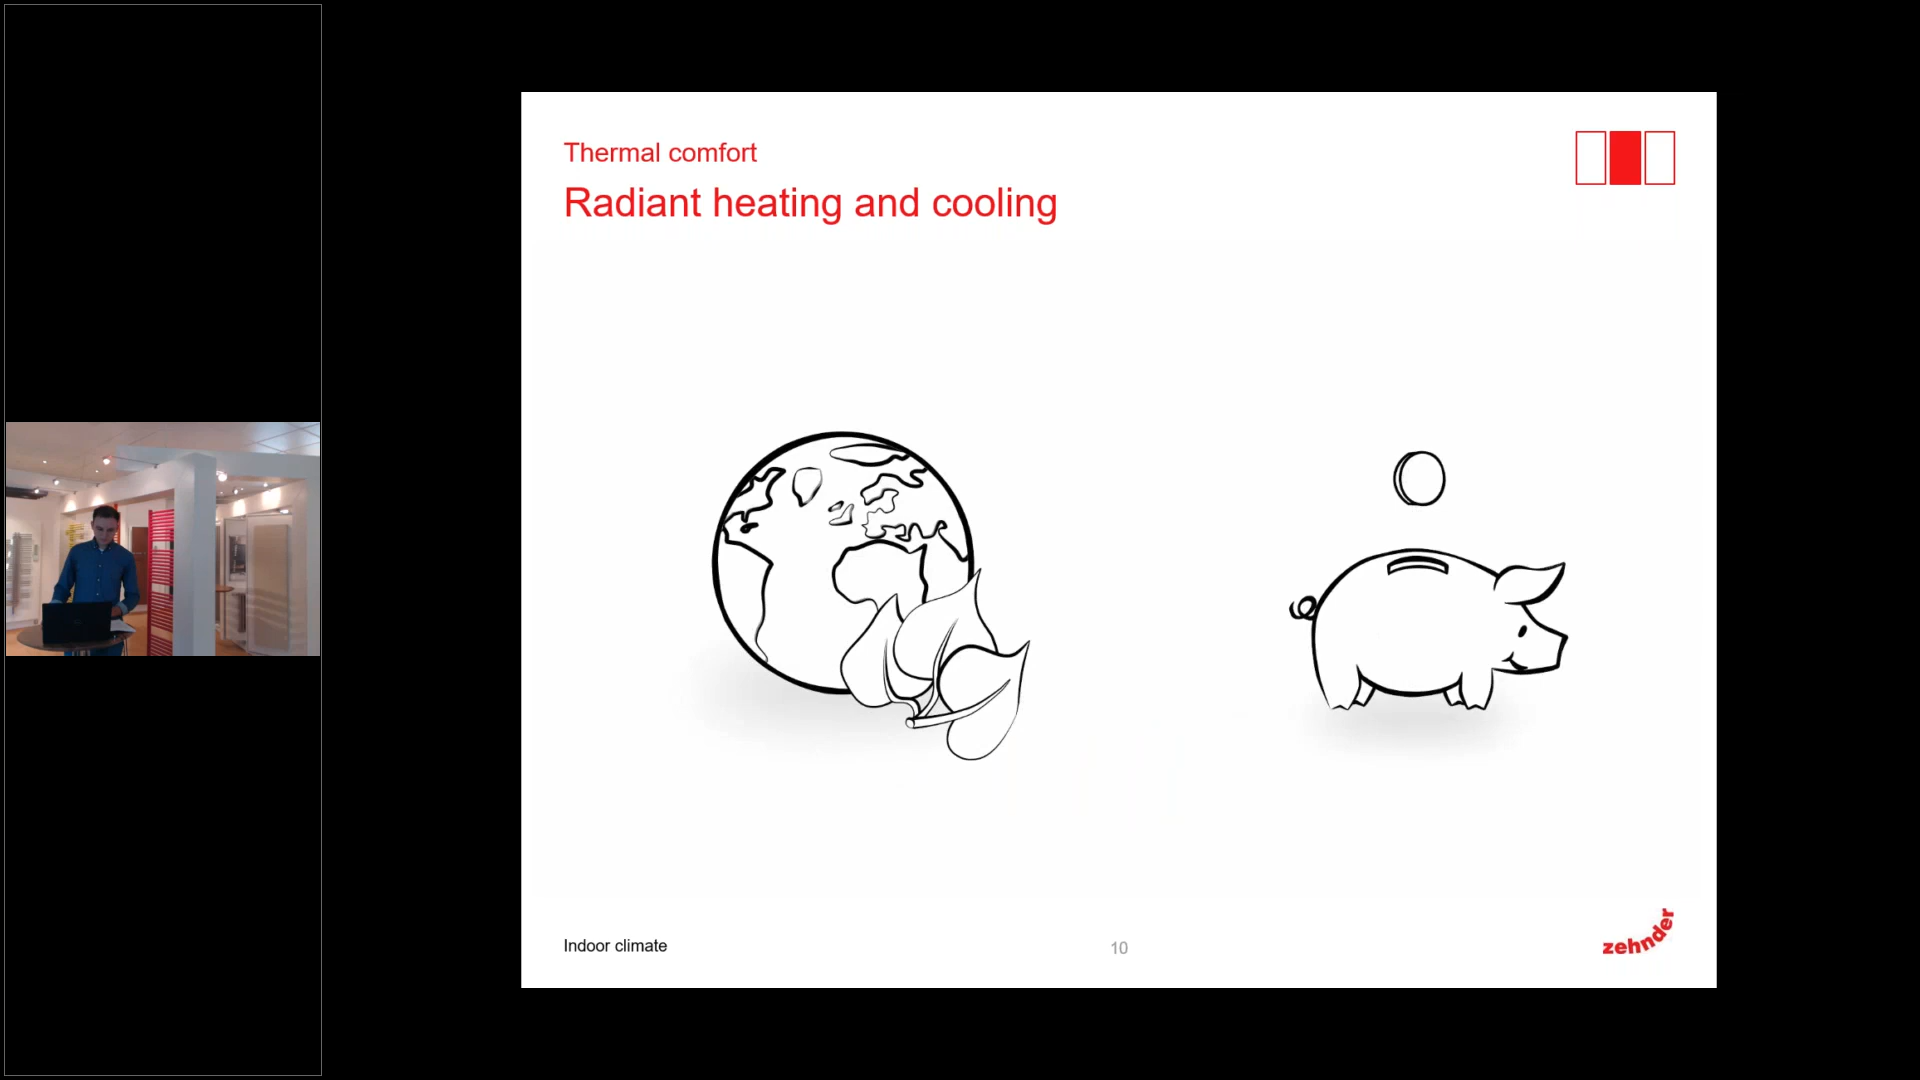 Thermal comfort
Radiant heating and cooling
Indoor climate
10
zehnder